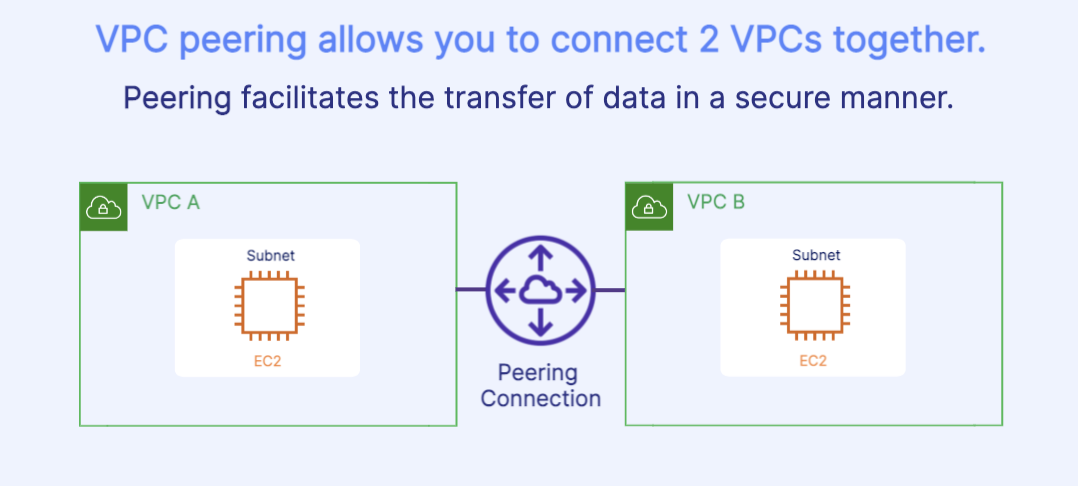 VPC peering allows you to connect 2 VPCs together.
Peering facilitates the transfer of data in a secure manner.
VPC A
Subnet
EC2
Peering
Connection
VPC B
Subnet
EC2